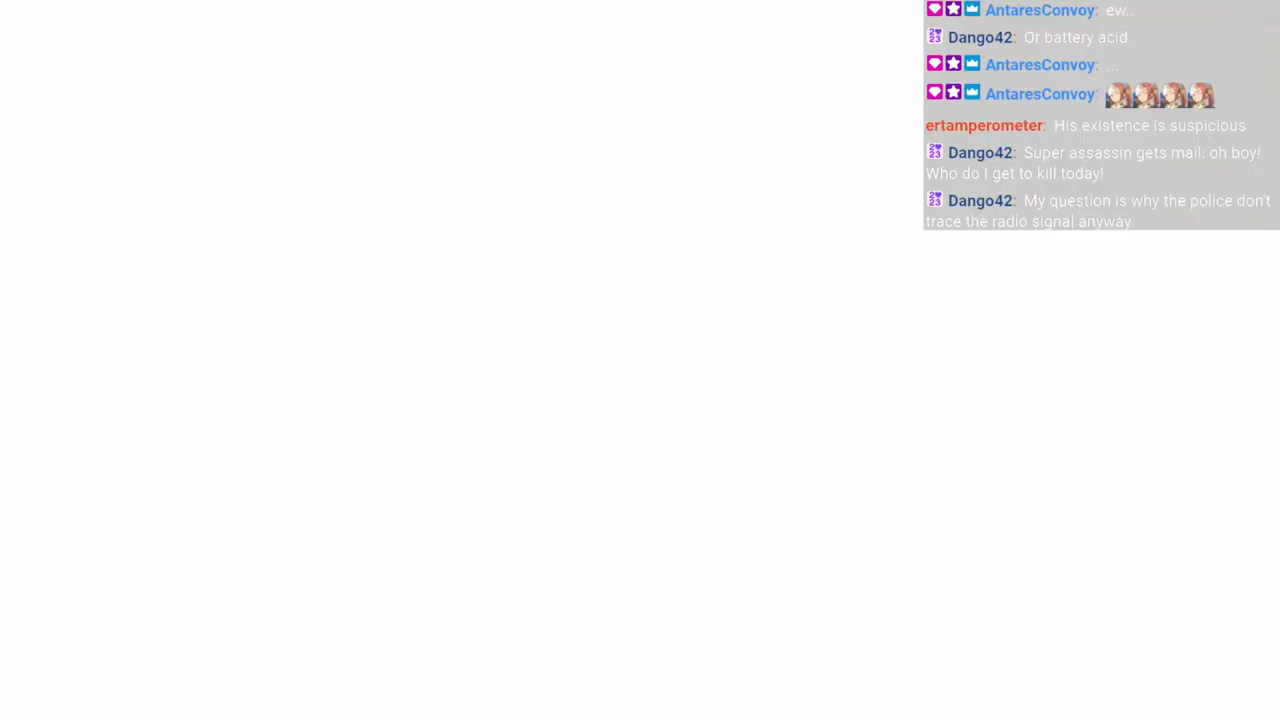 AntaresConvoy: ew..
Dango42: Or battery acid
AntaresConvoy: ...
AntaresConvoy:
ertamperometer: His existence is suspicious
Dango42: Super assassin gets mail: oh boy!
Who do I get to kill today!
Dango42: My question is why the police don't
trace the radio signal anyway